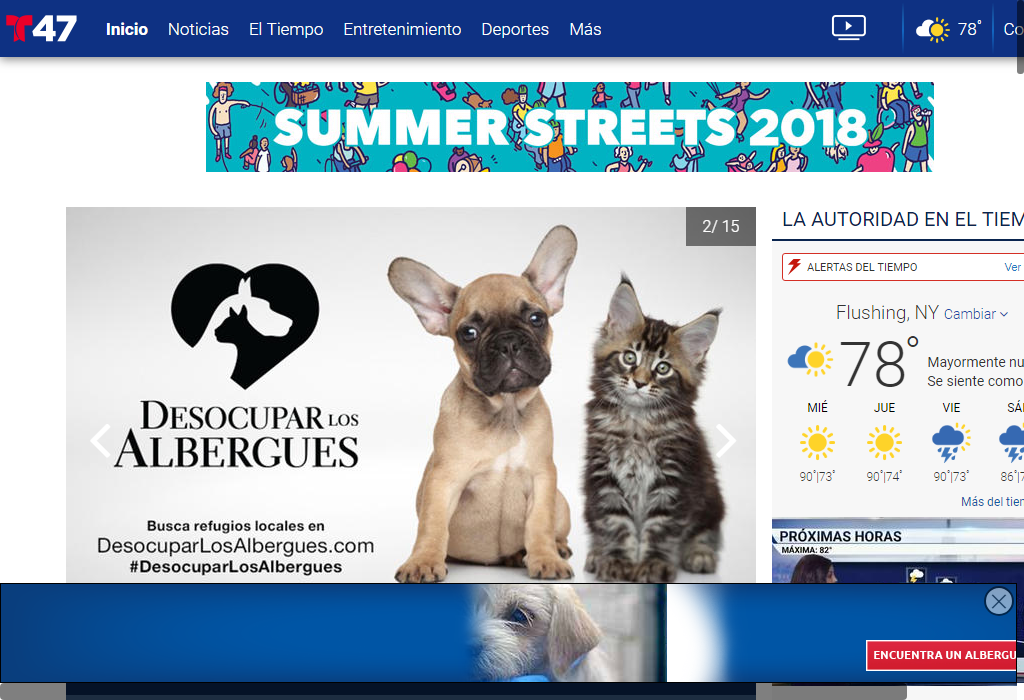 T47
Inicio Noticias El Tiempo Entretenimiento Deportes Más
78° Co
SUMMER STREETS 2018
2/ 15
DESOCUPAR LOS
ALBERGUES
Busca refugios locales en
DesocuparLosAlbergues.com
#DesocuparLosAlbergues
LA AUTORIDAD EN EL TIEM
ALERTAS DEL TIEMPO Ver
Flushing, NY Cambiar
78°
Mayormente nu
Se siente como
MIÉ JUE VIE SÁ
90°|73° 90°|74° 90°|73° 86°|7
Más del tier
PRÓXIMAS HORAS
MÁXIMA: 82°
ENCUENTRA UN ALBERGU